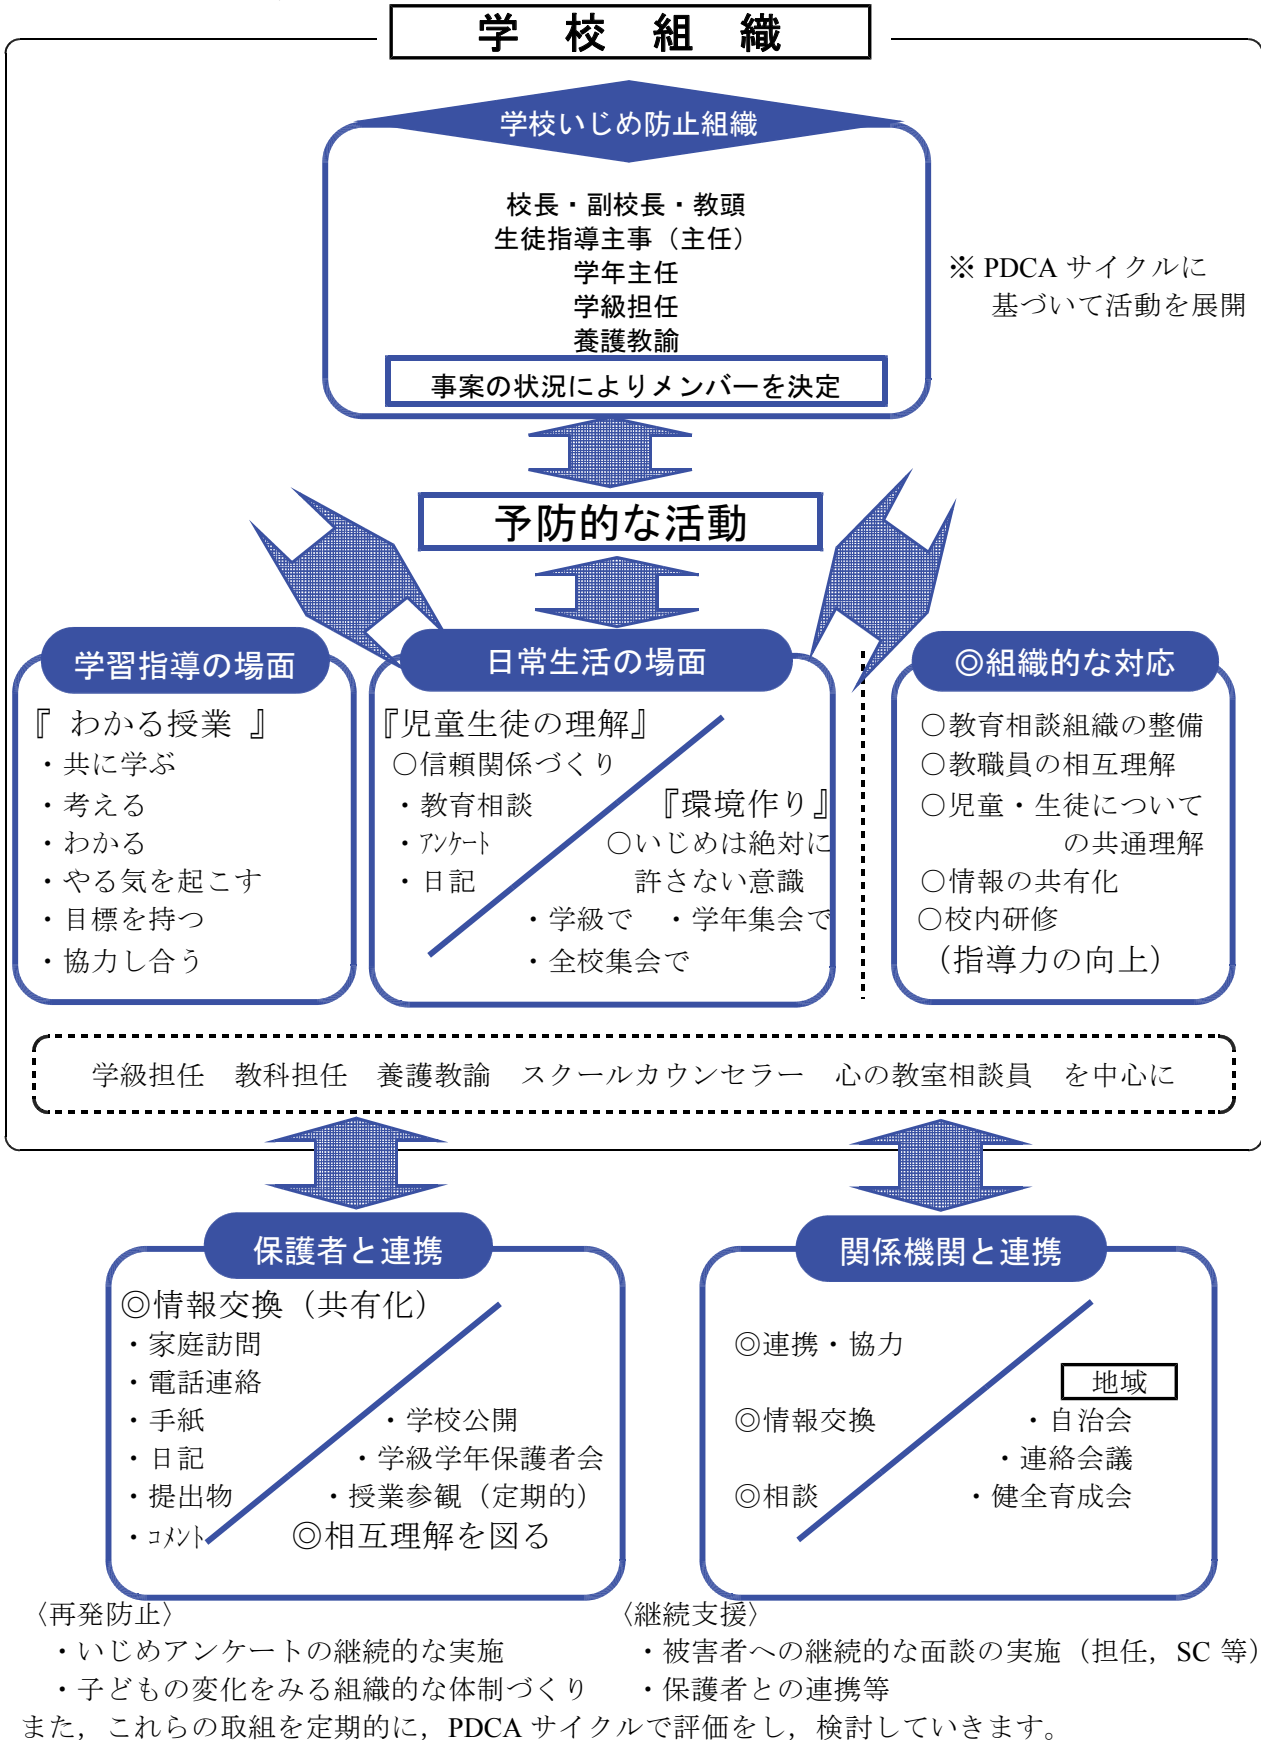 学校組織
学校いじめ防止組織
校長・副校長・教頭
生徒指導主事（主任）
学年主任
学級担任
養護教諭
事案の状況によりメンバーを決定
※ PDCA サイクルに
基づいて活動を展開
予防的な活動
学習指導の場面
『 わかる授業 』
・共に学ぶ
・考える
・わかる
・やる気を起こす
・目標を持つ
・協力し合う
日常生活の場面
『児童生徒の理解』
○信頼関係づくり
・教育相談
・アンケート
・日記
『環境作り』
○いじめは絶対に
許さない意識
・学級で　・学年集会で
・全校集会で
◎組織的な対応
○教育相談組織の整備
○教職員の相互理解
○児童・生徒について
の共通理解
○情報の共有化
○校内研修
（指導力の向上）
学級担任　教科担任　養護教諭　スクールカウンセラー　心の教室相談員　を中心に
保護者と連携
◎情報交換（共有化）
・家庭訪問
・電話連絡
・手紙
・日記
・提出物
・コメント
・学校公開
・学級学年保護者会
・授業参観（定期的）
◎相互理解を図る
関係機関と連携
◎連携・協力
◎情報交換
◎相談
地域
・自治会
・連絡会議
・健全育成会
〈再発防止〉
・いじめアンケートの継続的な実施
・子どもの変化をみる組織的な体制づくり
〈継続支援〉
・被害者への継続的な面談の実施（担任，SC 等）
・保護者との連携等
また，これらの取組を定期的に，PDCA サイクルで評価をし，検討していきます。